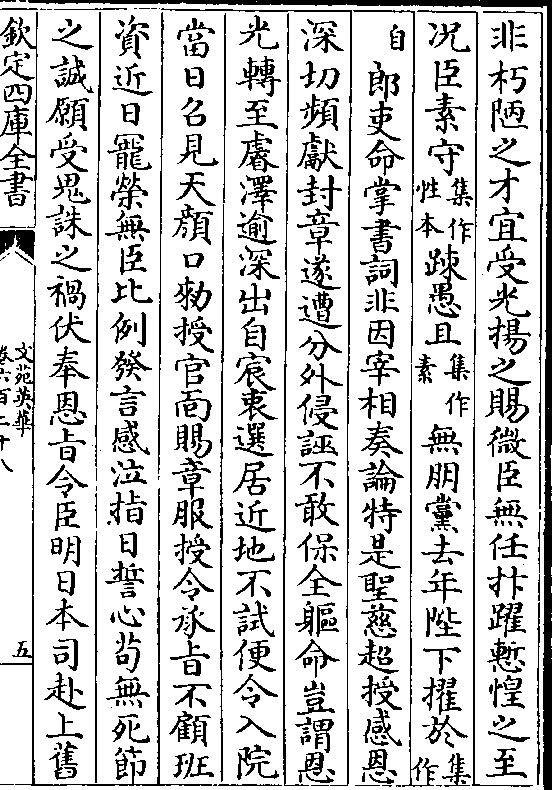 非朽陋之才宜受光揚之賜微臣無任抃躍慙惶之至
况臣素守集作性本踈愚且集作素無朋黨去年陛下擢於集作
自郎吏命掌書詞非因宰相奏論特是聖慈超授感恩
深切頻獻封章遂遭分外侵誣不敢保全軀命豈謂恩
光轉至睿澤逾深出自宸衷選居近地不試便令入院
當日召見天顔口勑授官面賜章服授令承旨不顧班
資近日寵榮無臣比例發言感泣指日誓心苟無死節
之誠願受鬼誅之禍伏奉恩旨令臣明日本司赴上舊
欽定四庫全書
文苑英華
卷六百二十八
五